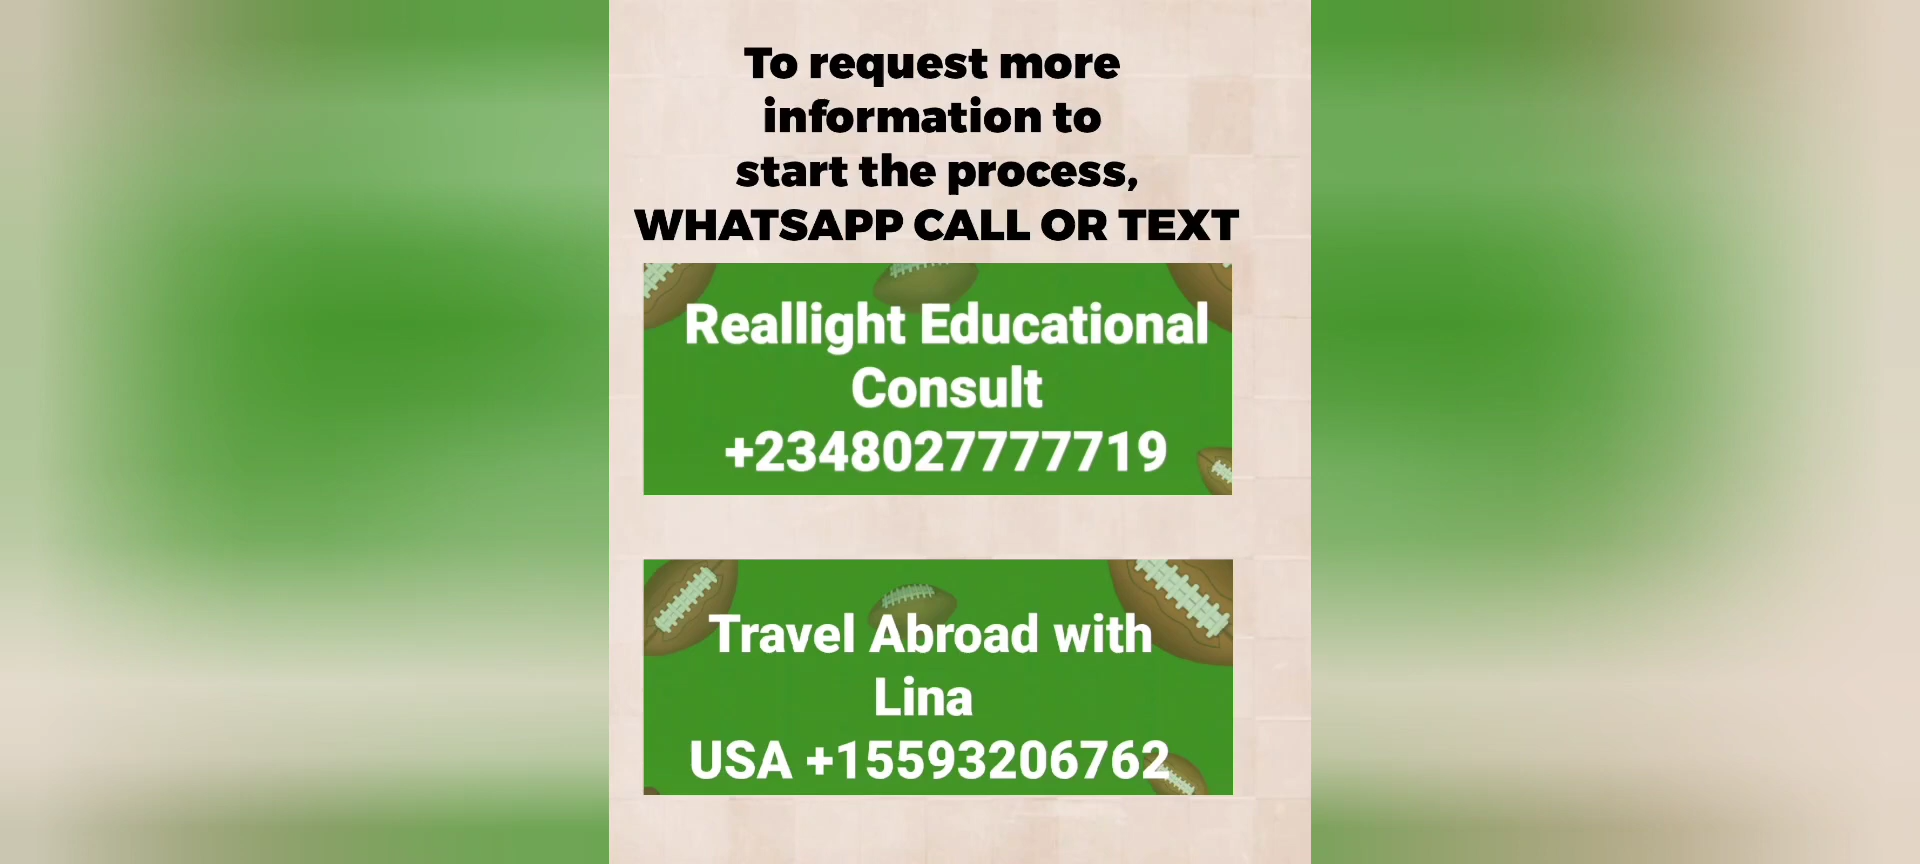 To request more
information to
start the process,
WHATSAPP CALL OR TEXT
Reallight Educational
Consult
+2348027777719
Travel Abroad with
Lina
USA +15593206762